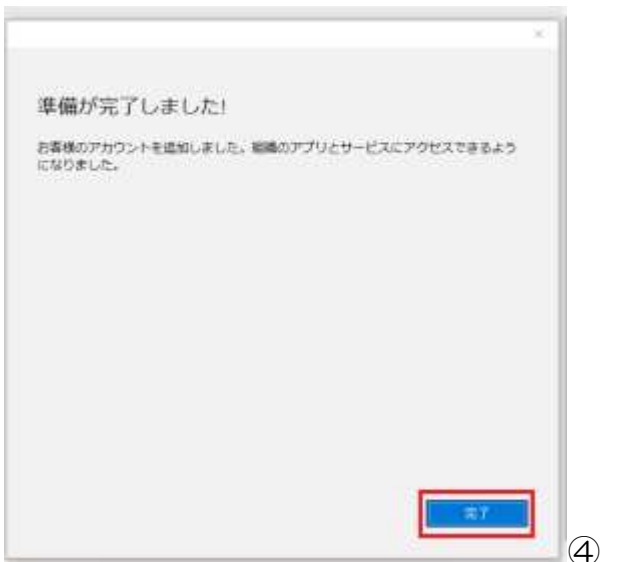 準備が完了しました!
お客様のアカウントを追加しました。組織のアプリとサービスにアクセスできるよう
になりました。
完了
④